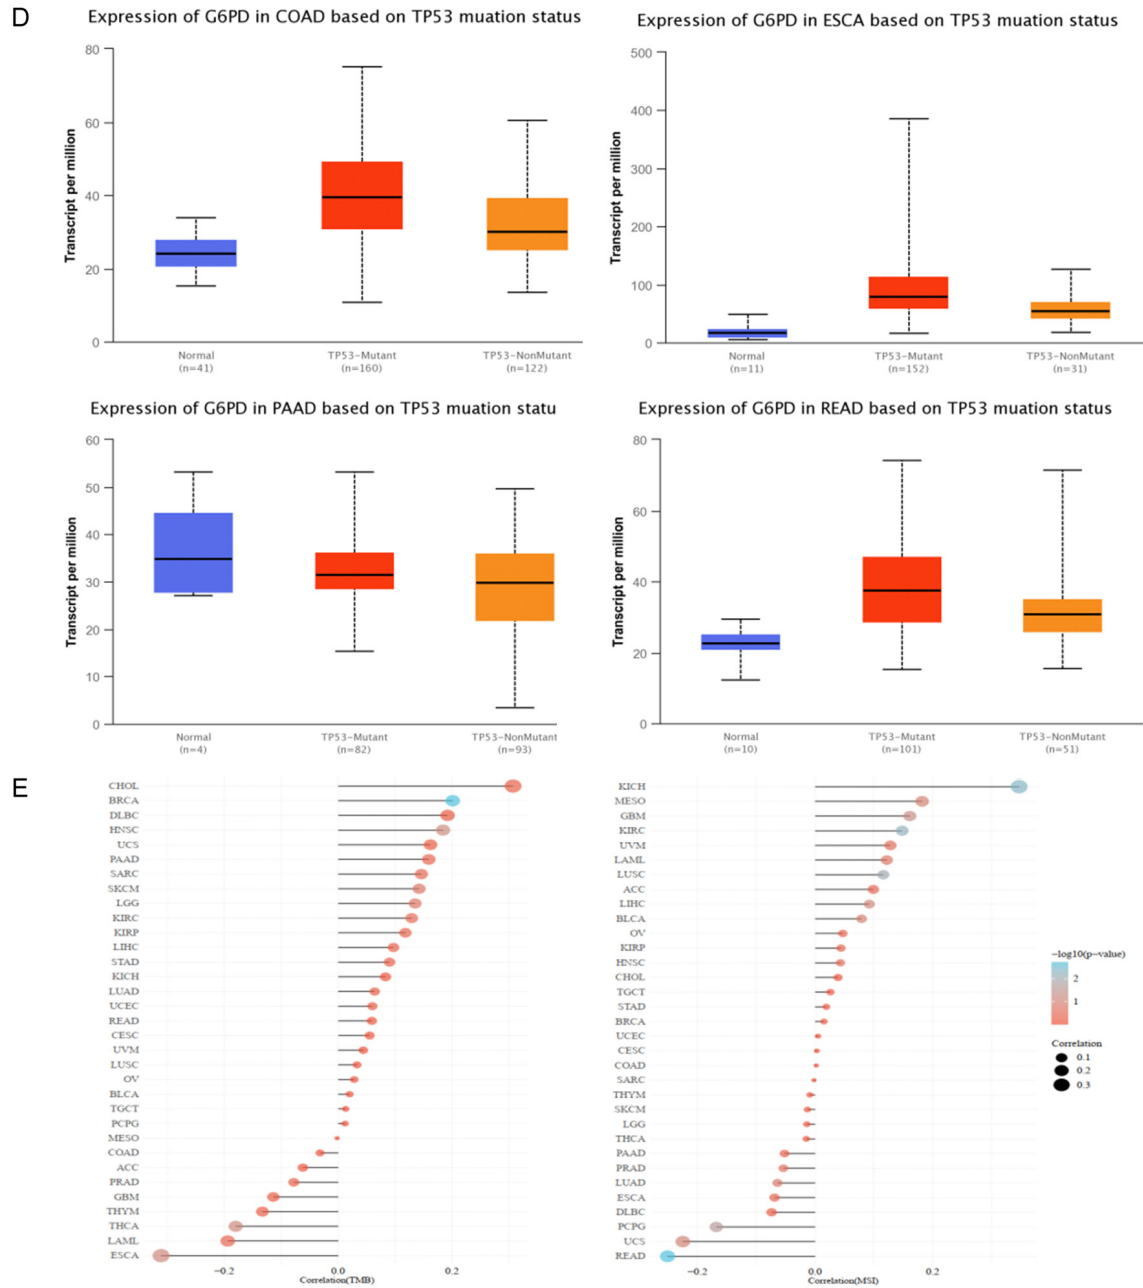 D
Expression of G6PD in COAD based on TP53 muation status
80
60
40
20
0
Transcript per million
Normal
(n=41)
TP53-Mutant
(n=160)
TP53-NonMutant
(n=122)
Expression of G6PD in ESCA based on TP53 muation status
500
400
300
200
100
0
Transcript per million
Normal
(n=11)
TP53-Mutant
(n=152)
TP53-NonMutant
(n=31)
Expression of G6PD in PAAD based on TP53 muation statu
60
50
40
30
20
10
0
Transcript per million
Normal
(n=4)
TP53-Mutant
(n=82)
TP53-NonMutant
(n=93)
Expression of G6PD in READ based on TP53 muation status
80
60
40
20
0
Transcript per million
Normal
(n=10)
TP53-Mutant
(n=101)
TP53-NonMutant
(n=51)
E
CHOL
BRCA
DLBC
HNSC
UCS
PAAD
SARC
SKCM
LGG
KIRC
KIRP
LIHC
STAD
KICH
LUAD
UCEC
READ
CESC
UVM
LUSC
OV
BLCA
TGCT
PCPG
MESO
COAD
ACC
PRAD
GBM
THYM
THCA
LAML
ESCA
−0.2 0.0 0.2
Correlation(TMB)
KICH
MESO
GBM
KIRC
UVM
LAML
LUSC
ACC
LIHC
BLCA
OV
KIRP
HNSC
CHOL
TGCT
STAD
BRCA
UCEC
CESC
COAD
SARC
THYM
SKCM
LGG
THCA
PAAD
PRAD
LUAD
ESCA
DLBC
PCPG
UCS
READ
−0.2 0.0 0.2
Correlation(MSI)
−log10(p−value)
2
1
Correlation
0.1
0.2
0.3